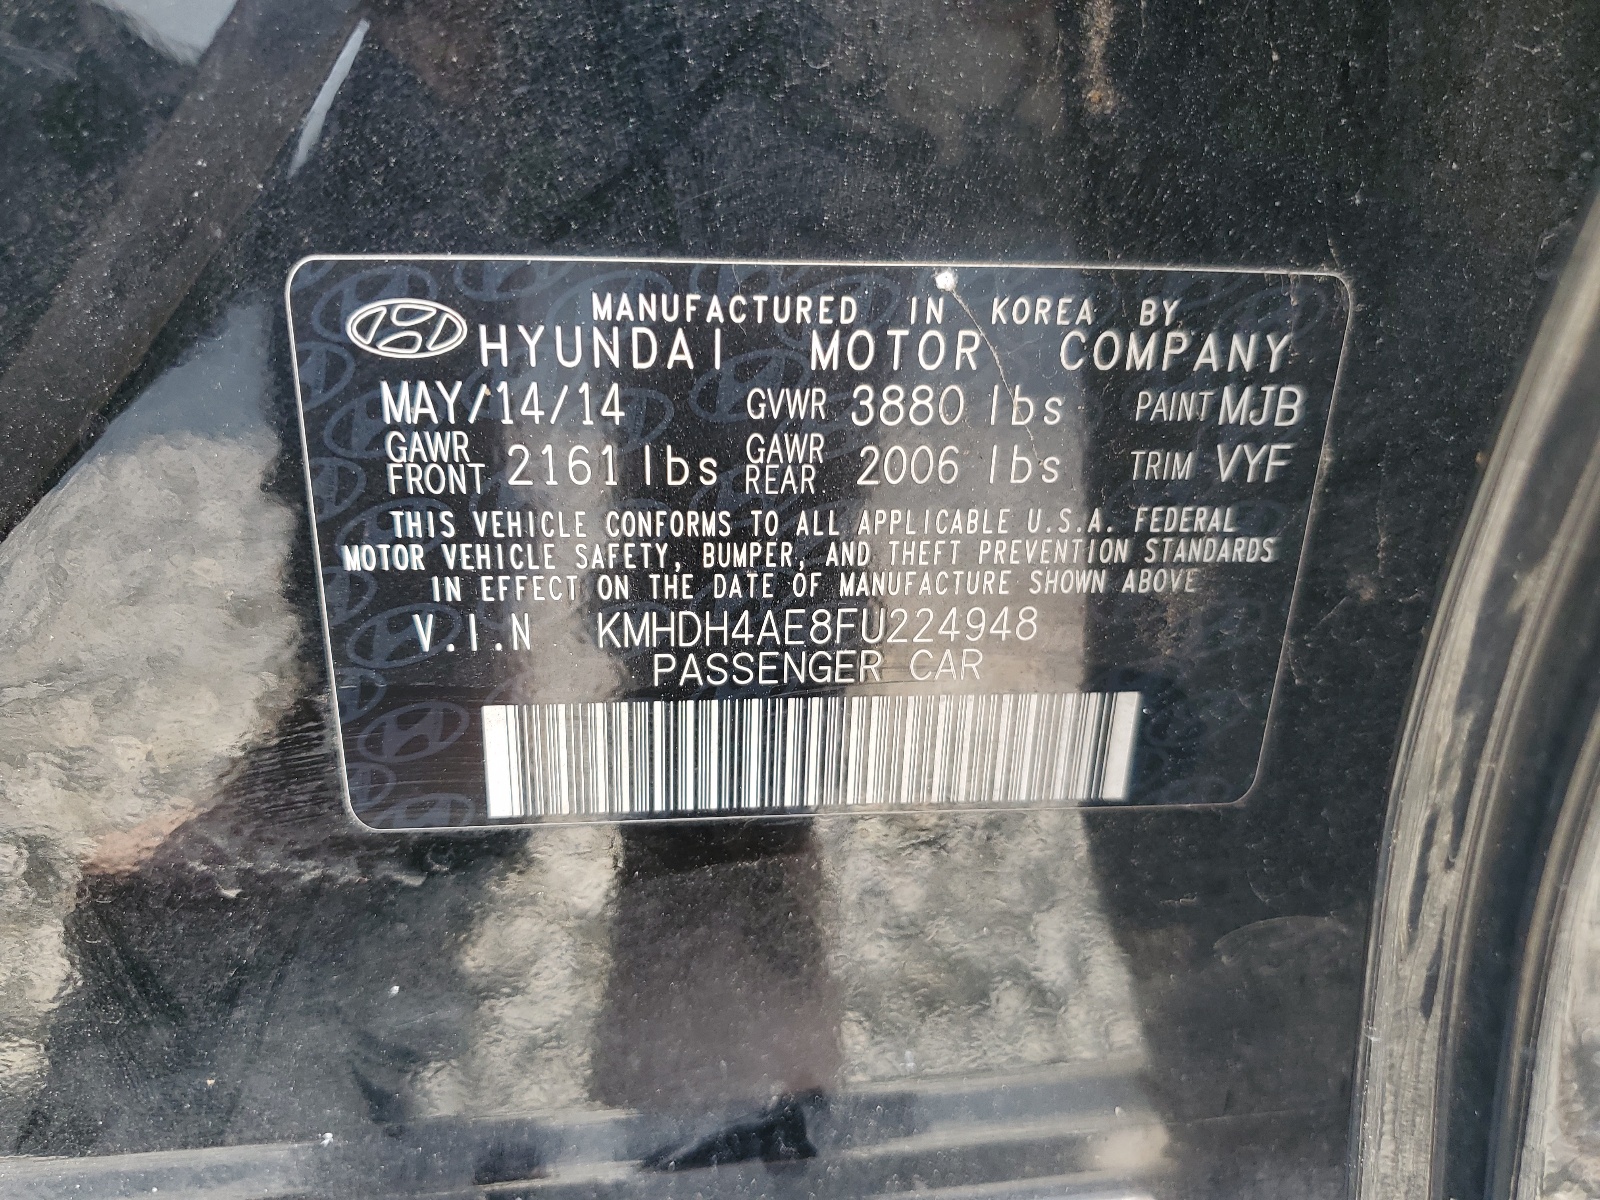 MANUFACTURED IN KOREA BY
HYUNDAI MOTOR COMPANY
MAY/14/14 GVWR 3880 lbs PAINT MJB
GAWR FRONT 2161 lbs GAWR REAR 2006 lbs TRIM VYF
THIS VEHICLE CONFORMS TO ALL APPLICABLE U.S.A. FEDERAL
MOTOR VEHICLE SAFETY, BUMPER, AND THEFT PREVENTION STANDARDS
IN EFFECT ON THE DATE OF MANUFACTURE SHOWN ABOVE
V.I.N KMHDH4AE8FU224948
PASSENGER CAR